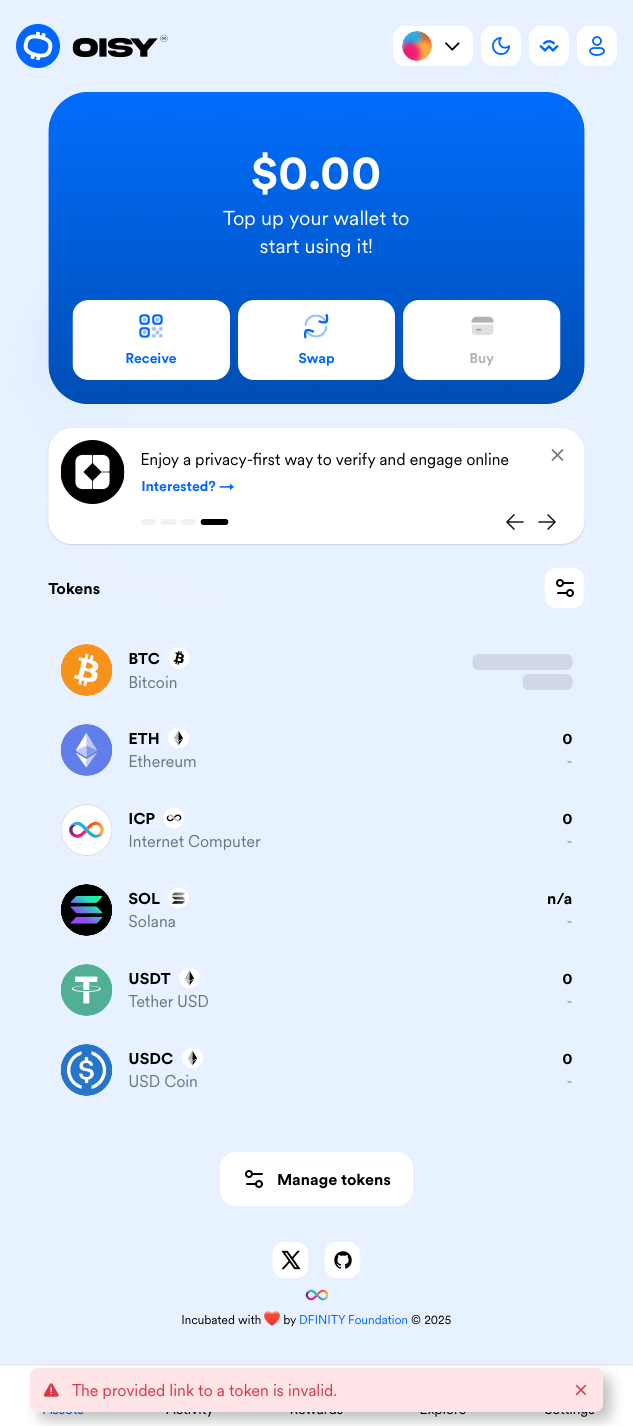 OISY
$0.00
Top up your wallet to
start using it!
Receive
Swap
Buy
Enjoy a privacy-first way to verify and engage online
Interested? →
Tokens
BTC
Bitcoin
ETH
0
Ethereum
-
ICP
0
Internet Computer
-
SOL
n/a
Solana
-
USDT
0
Tether USD
-
USDC
0
USD Coin
-
Manage tokens
Incubated with ❤️ by DFINITY Foundation © 2025
The provided link to a token is invalid.
Assets
Activity
Rewards
Explore
Settings